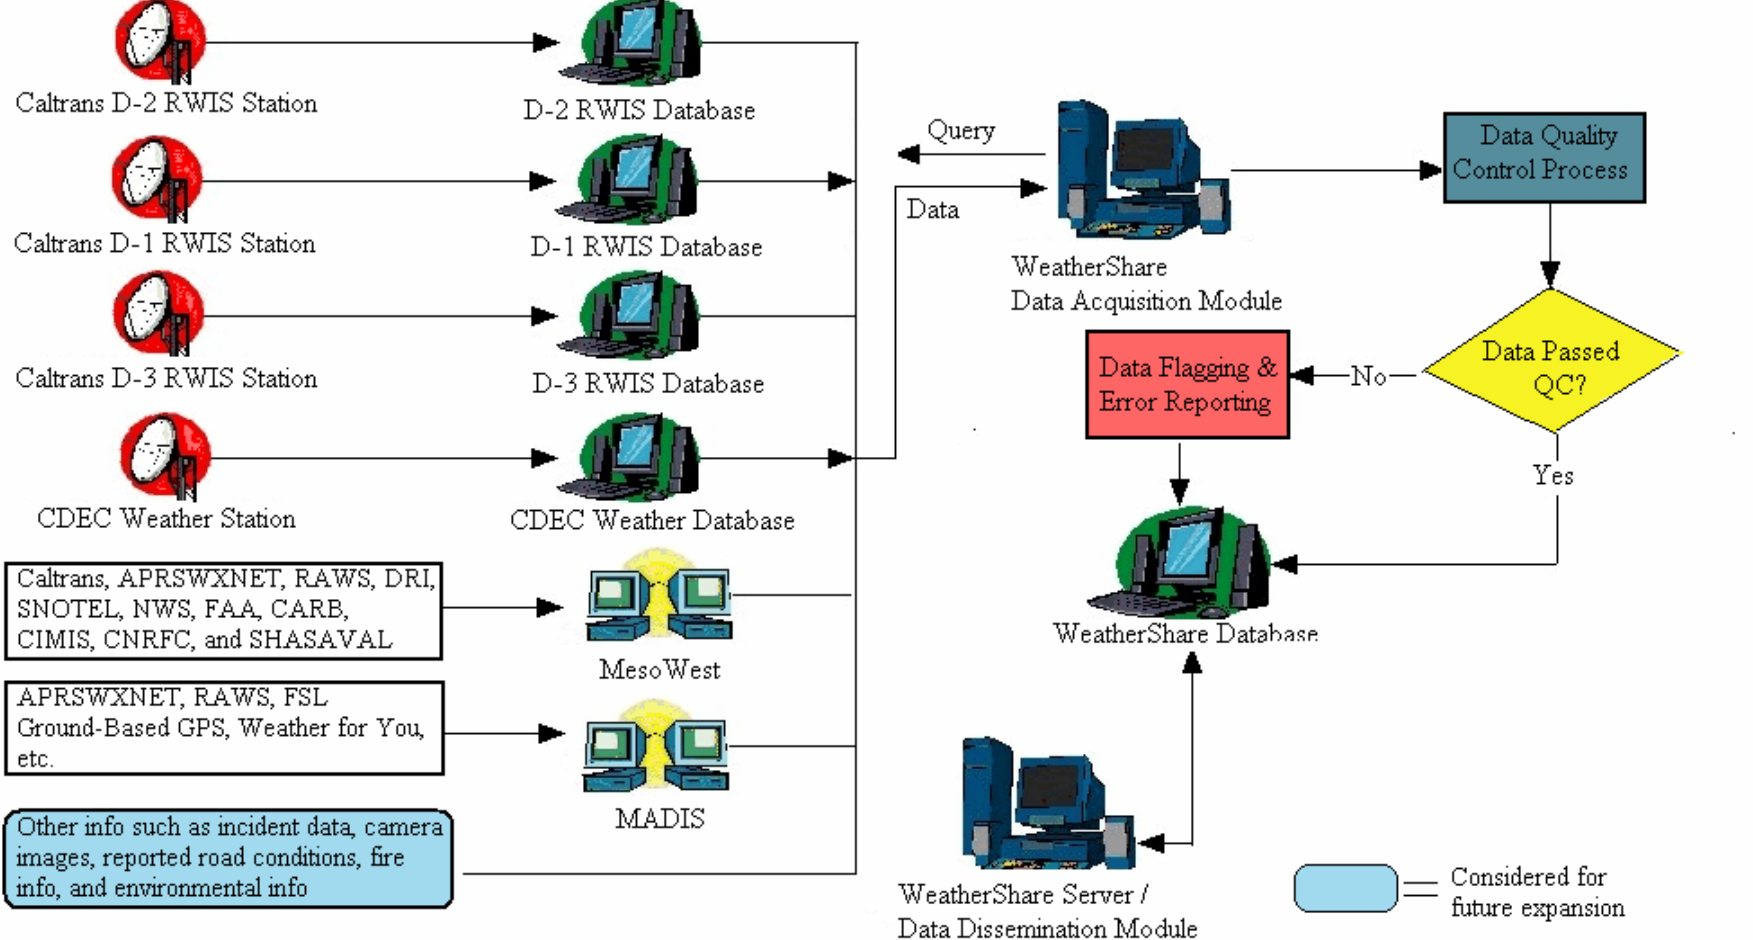 Caltrans D-2 RWIS Station
D-2 RWIS Database
Caltrans D-1 RWIS Station
D-1 RWIS Database
Caltrans D-3 RWIS Station
D-3 RWIS Database
CDEC Weather Station
CDEC Weather Database
Caltrans, APRSWXNET, RAWS, DRI,
SNOTEL, NWS, FAA, CARB,
CIMIS, CNRFC, and SHASAVAL
MesoWest
APRSWXNET, RAWS, FSL
Ground-Based GPS, Weather for You,
etc.
MADIS
Other info such as incident data, camera
images, reported road conditions, fire
info, and environmental info
Query
Data
WeatherShare
Data Acquisition Module
Data Quality
Control Process
Data Passed
QC?
No
Yes
Data Flagging &
Error Reporting
WeatherShare Database
WeatherShare Server /
Data Dissemination Module
Considered for
future expansion